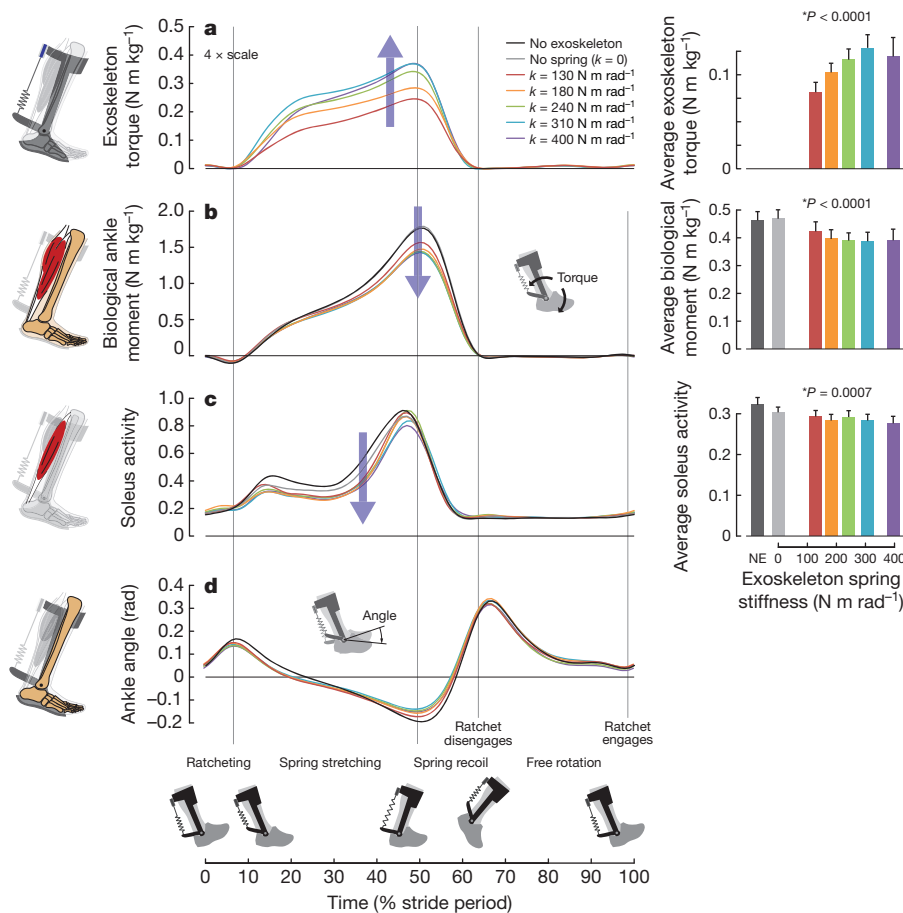 a
4 × scale
Exoskeleton
torque (N m kg⁻¹)
0.5
0.4
0.3
0.2
0.1
0
No exoskeleton
No spring (k = 0)
k = 130 N m rad⁻¹
k = 180 N m rad⁻¹
k = 240 N m rad⁻¹
k = 310 N m rad⁻¹
k = 400 N m rad⁻¹
*P < 0.0001
Average exoskeleton
torque (N m kg⁻¹)
0.1
0
b
Biological ankle
moment (N m kg⁻¹)
2.0
1.5
1.0
0.5
0
Torque
*P < 0.0001
Average biological
moment (N m kg⁻¹)
0.5
0.4
0.3
0.2
0.1
0
c
Soleus activity
1.0
0.8
0.6
0.4
0.2
0
*P = 0.0007
Average soleus activity
0.3
0.2
0.1
0
NE
0
100
200
300
400
Exoskeleton spring
stiffness (N m rad⁻¹)
d
Ankle angle (rad)
0.4
0.3
0.2
0.1
0
−0.1
−0.2
Angle
Ratchet
disengages
Ratchet
engages
Ratcheting
Spring stretching
Spring recoil
Free rotation
0
10
20
30
40
50
60
70
80
90
100
Time (% stride period)